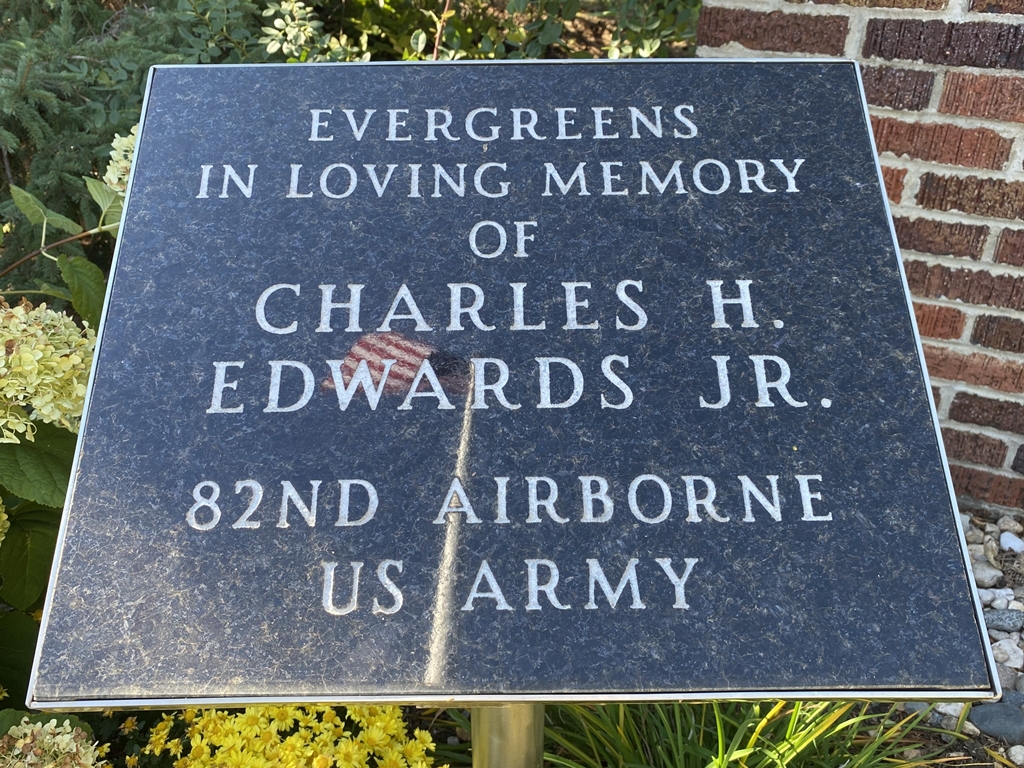 EVERGREENS
IN LOVING MEMORY
OF
CHARLES H.
EDWARDS JR.
82ND AIRBORNE
US ARMY